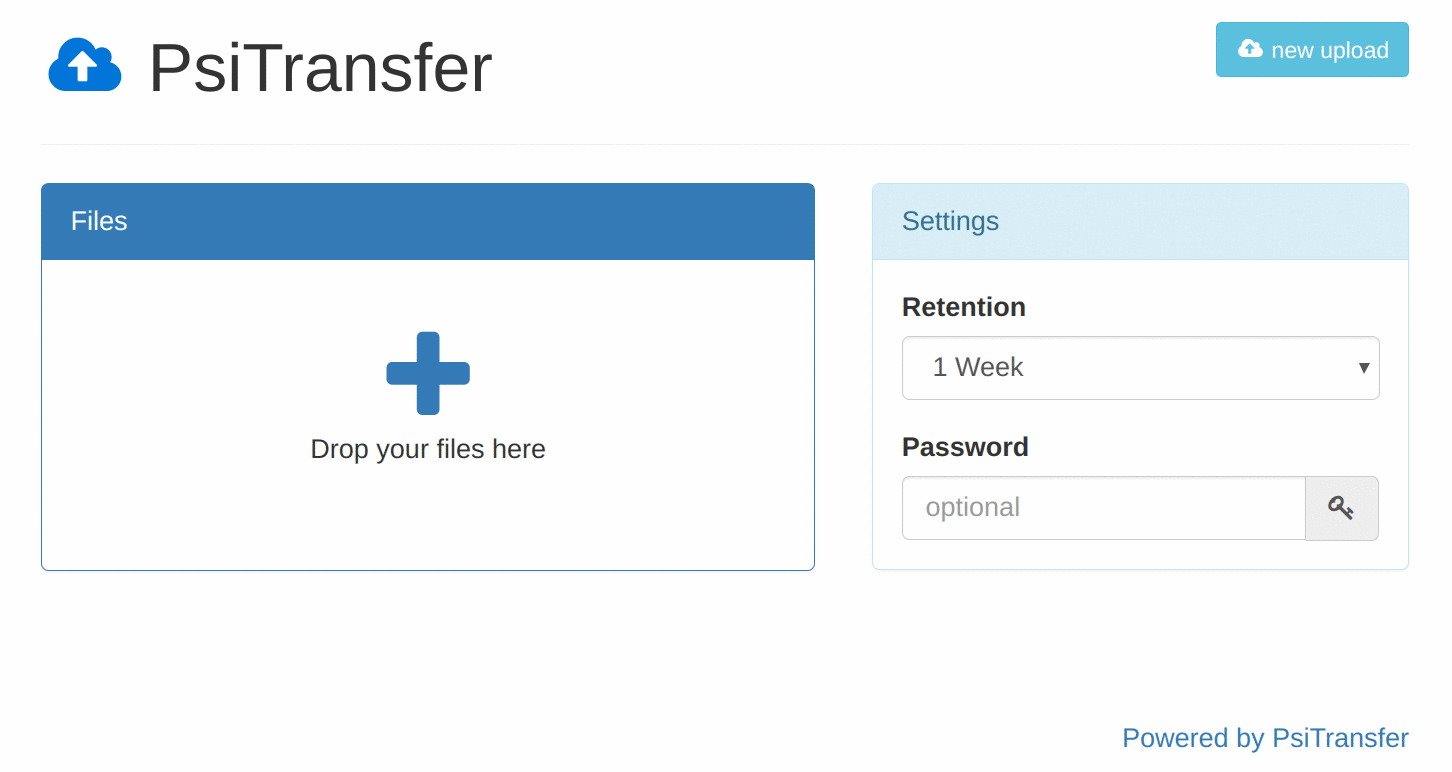 PsiTransfer
new upload
Files
Drop your files here
Settings
Retention
1 Week
Password
optional
Powered by PsiTransfer